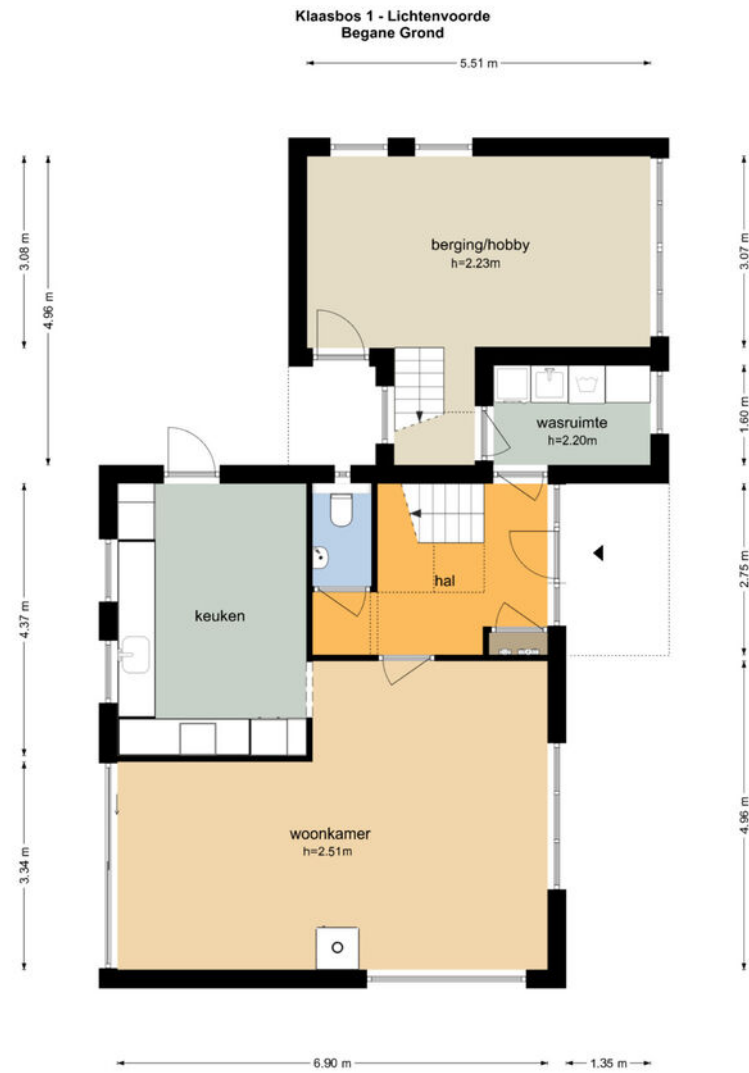 Klaasbos 1 - Lichtenvoorde
Begane Grond
5.51 m
3.08 m
4.96 m
3.07 m
berging/hobby
h=2.23m
1.60 m
wasruimte
h=2.20m
4.37 m
2.75 m
hal
keuken
3.34 m
4.96 m
woonkamer
h=2.51m
6.90 m
1.35 m